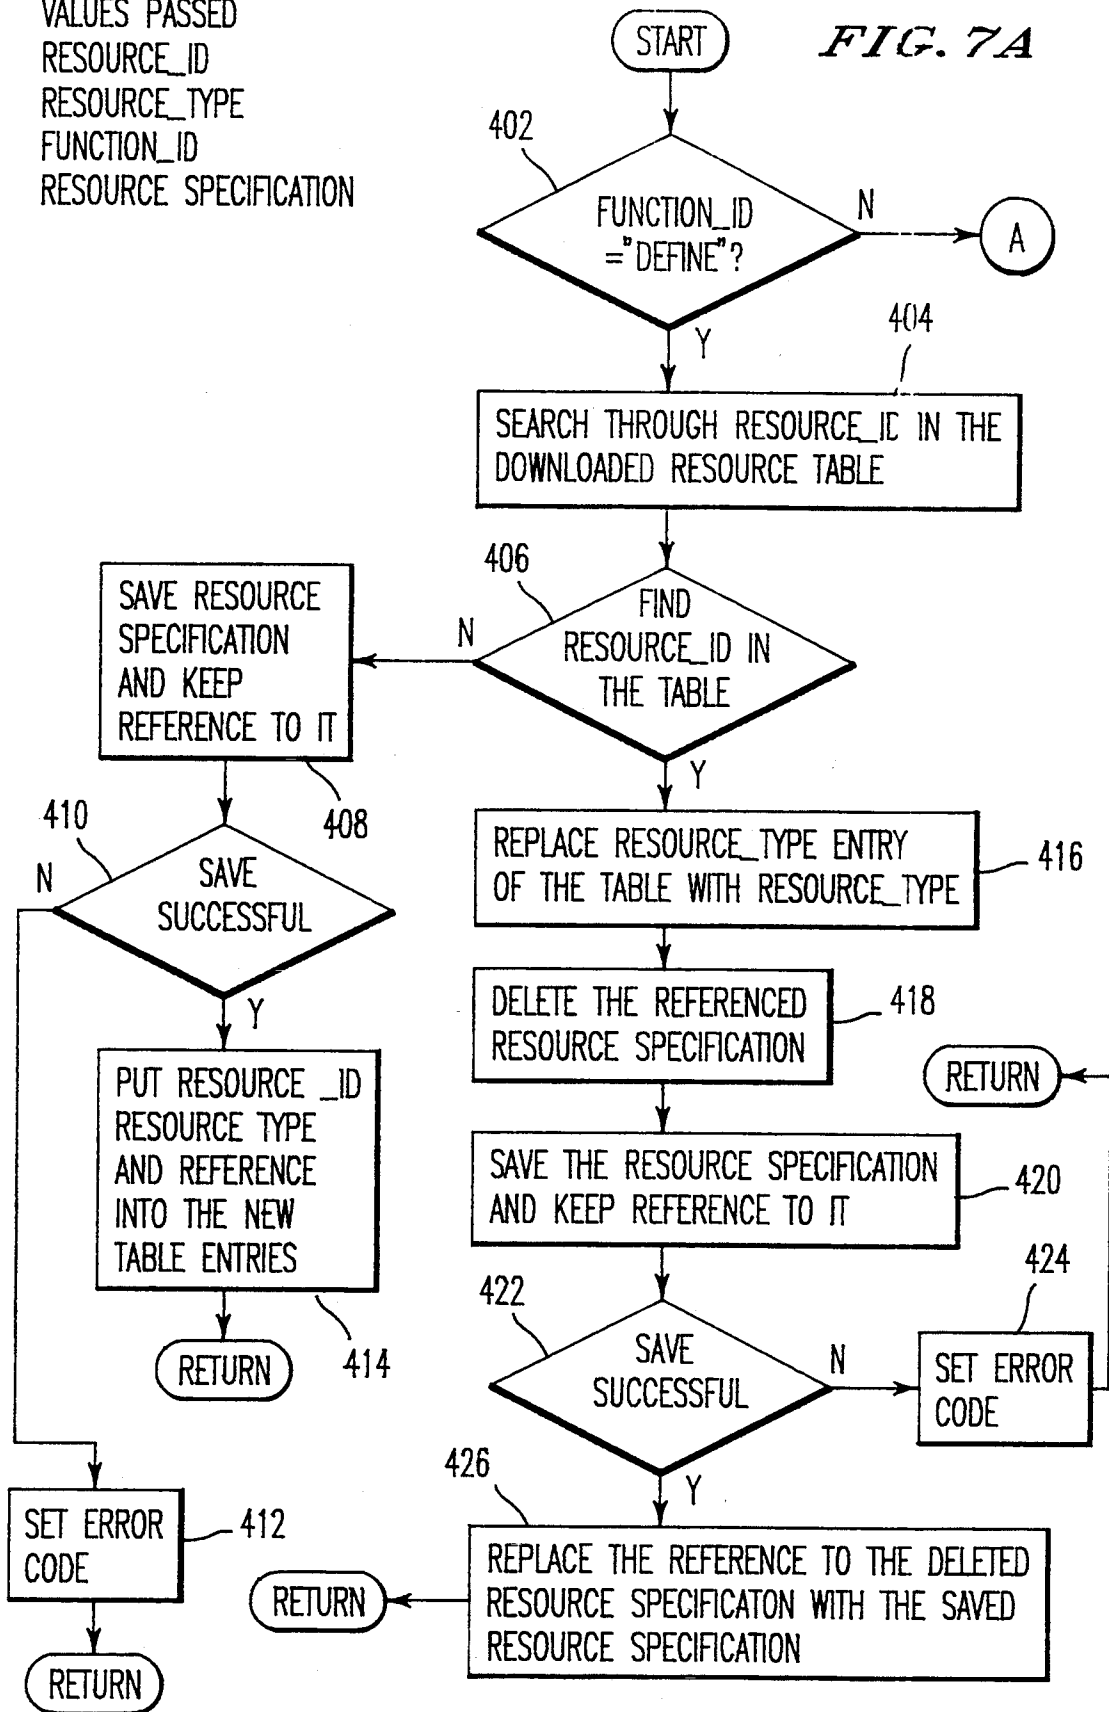 VALUES PASSED
RESOURCE_ID
RESOURCE_TYPE
FUNCTION_ID
RESOURCE SPECIFICATION
START
FIG. 7A
402
FUNCTION_ID
="DEFINE"?
N
A
Y
404
SEARCH THROUGH RESOURCE_ID IN THE
DOWNLOADED RESOURCE TABLE
406
FIND
RESOURCE_ID IN
THE TABLE
N
Y
SAVE RESOURCE
SPECIFICATION
AND KEEP
REFERENCE TO IT
408
410
SAVE
SUCCESSFUL
N
Y
PUT RESOURCE _ID
RESOURCE TYPE
AND REFERENCE
INTO THE NEW
TABLE ENTRIES
414
RETURN
SET ERROR
CODE
412
RETURN
REPLACE RESOURCE_TYPE ENTRY
OF THE TABLE WITH RESOURCE_TYPE
416
DELETE THE REFERENCED
RESOURCE SPECIFICATION
418
RETURN
SAVE THE RESOURCE SPECIFICATION
AND KEEP REFERENCE TO IT
420
422
SAVE
SUCCESSFUL
N
Y
424
SET ERROR
CODE
426
REPLACE THE REFERENCE TO THE DELETED
RESOURCE SPECIFICATON WITH THE SAVED
RESOURCE SPECIFICATION
RETURN